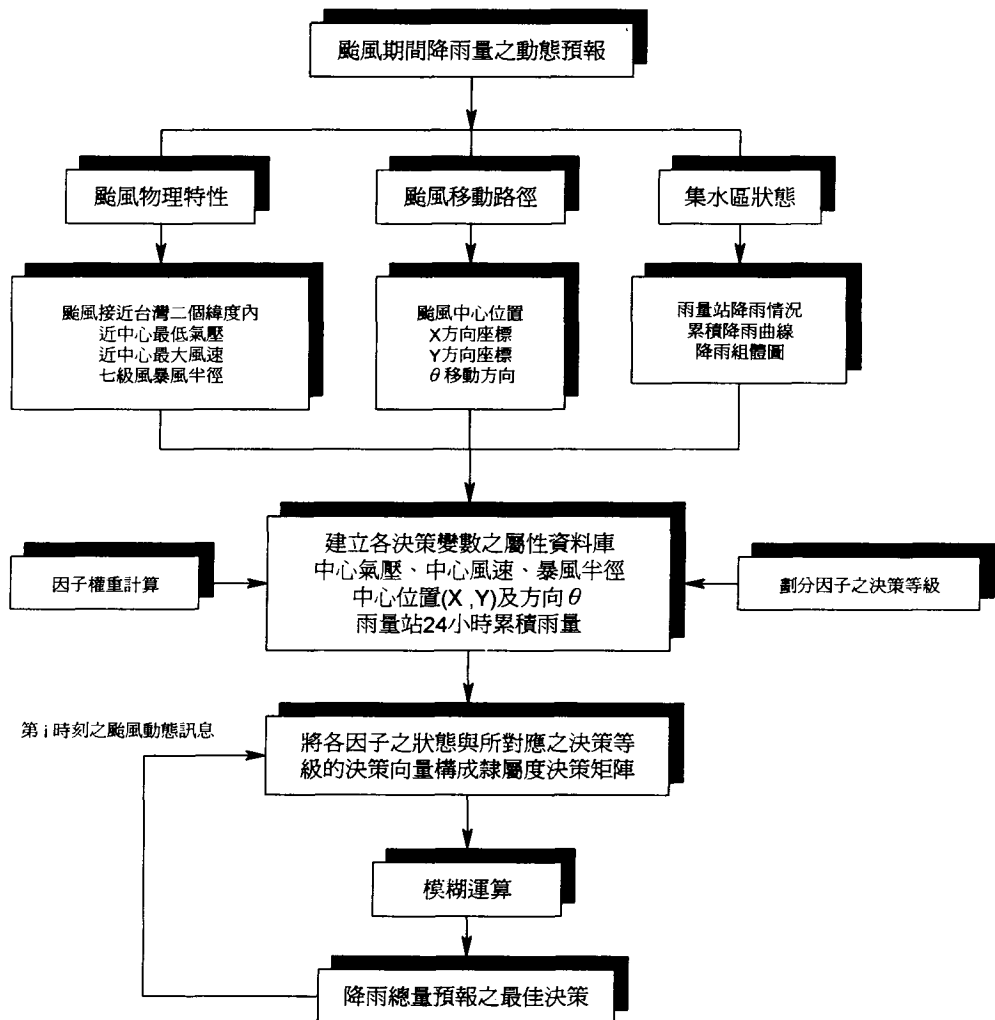 颱風期間降雨量之動態預報
颱風物理特性
颱風移動路徑
集水區狀態
颱風接近台灣二個緯度內
近中心最低氣壓
近中心最大風速
七級風暴風半徑
颱風中心位置
X方向座標
Y方向座標
θ移動方向
雨量站降雨情況
累積降雨曲線
降雨組體圖
因子權重計算
建立各決策變數之屬性資料庫
中心氣壓、中心風速、暴風半徑
中心位置(X ,Y)及方向θ
雨量站24小時累積雨量
劃分因子之決策等級
第 i 時刻之颱風動態訊息
將各因子之狀態與所對應之決策等
級的決策向量構成隸屬度決策矩陣
模糊運算
降雨總量預報之最佳決策